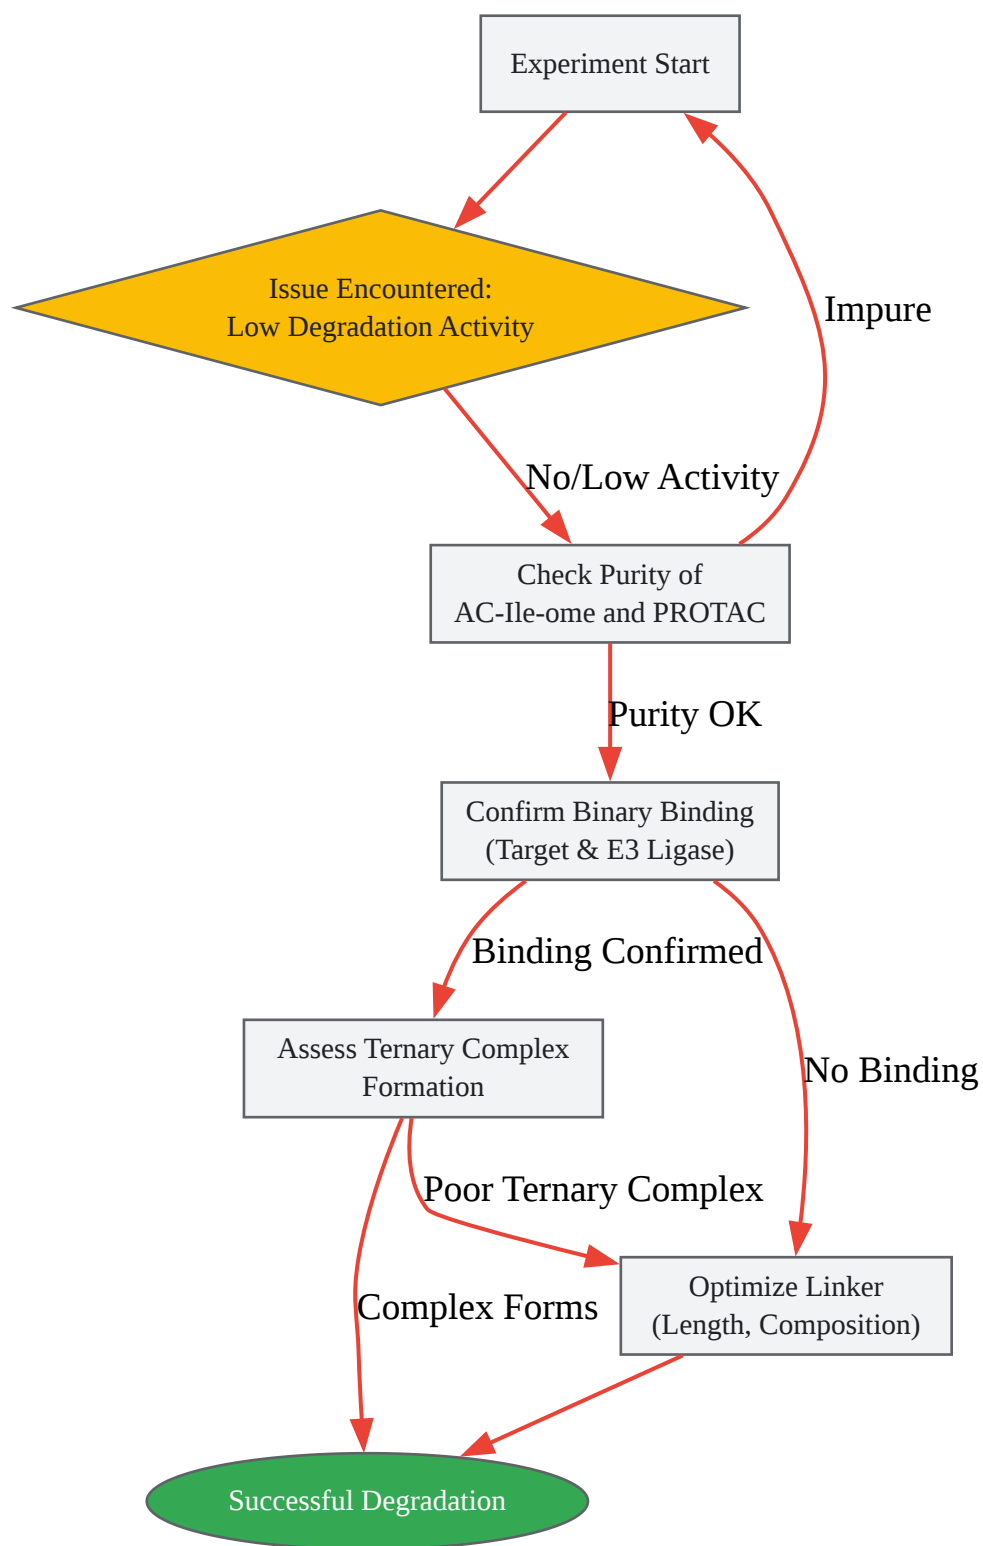 Experiment Start
Issue Encountered:
Low Degradation Activity
Impure
No/Low Activity
Check Purity of
AC-Ile-ome and PROTAC
Purity OK
Confirm Binary Binding
(Target & E3 Ligase)
Binding Confirmed
Assess Ternary Complex
Formation
No Binding
Poor Ternary Complex
Optimize Linker
(Length, Composition)
Complex Forms
Successful Degradation